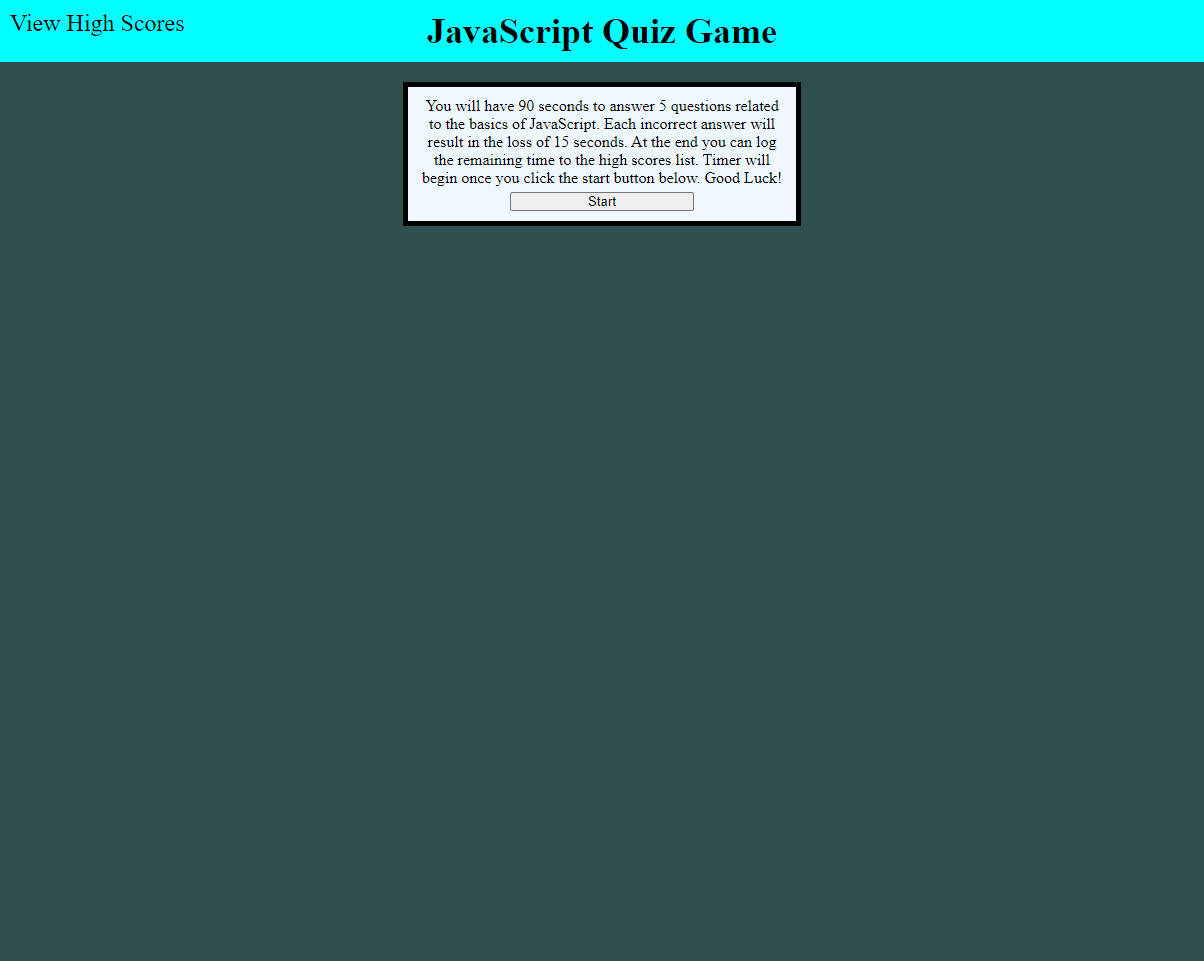 View High Scores
JavaScript Quiz Game
You will have 90 seconds to answer 5 questions related
to the basics of JavaScript. Each incorrect answer will
result in the loss of 15 seconds. At the end you can log
the remaining time to the high scores list. Timer will
begin once you click the start button below. Good Luck!
Start